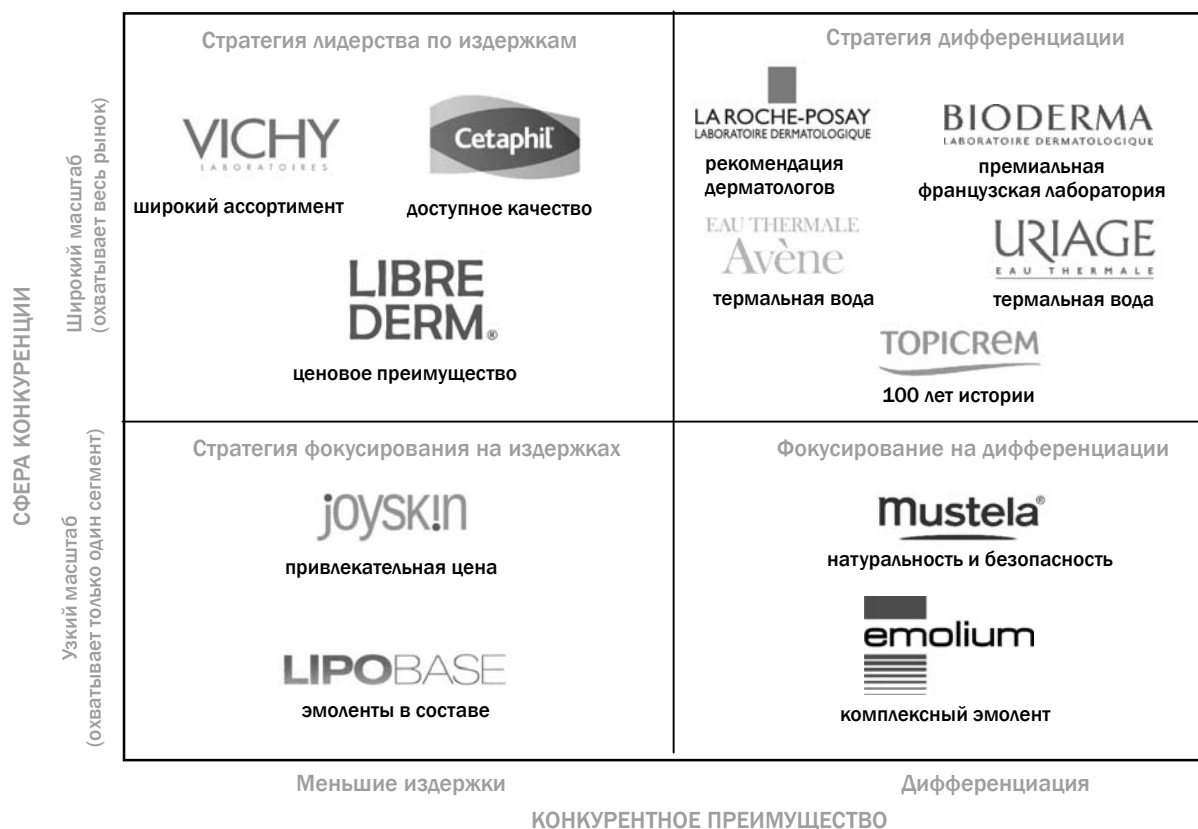 Стратегия лидерства по издержкам
Стратегия дифференциации
VICHY
LABORATOIRES
широкий ассортимент
Cetaphil
доступное качество
LIBRE
DERM®
ценовое преимущество
LA ROCHE-POSAY
LABORATOIRE DERMATOLOGIQUE
рекомендация
дерматологов
BIODERMA
LABORATOIRE DERMATOLOGIQUE
премиальная
французская лаборатория
EAU THERMALE
Avène
термальная вода
URIAGE
EAU THERMALE
термальная вода
TOPICREM
100 лет истории
Стратегия фокусирования на издержках
Фокусирование на дифференциации
joyskin
привлекательная цена
LIPOBASE
эмоленты в составе
mustela®
натуральность и безопасность
emolium
комплексный эмолент
СФЕРА КОНКУРЕНЦИИ
Широкий масштаб
(охватывает весь рынок)
Узкий масштаб
(охватывает только один сегмент)
Меньшие издержки
Дифференциация
КОНКУРЕНТНОЕ ПРЕИМУЩЕСТВО